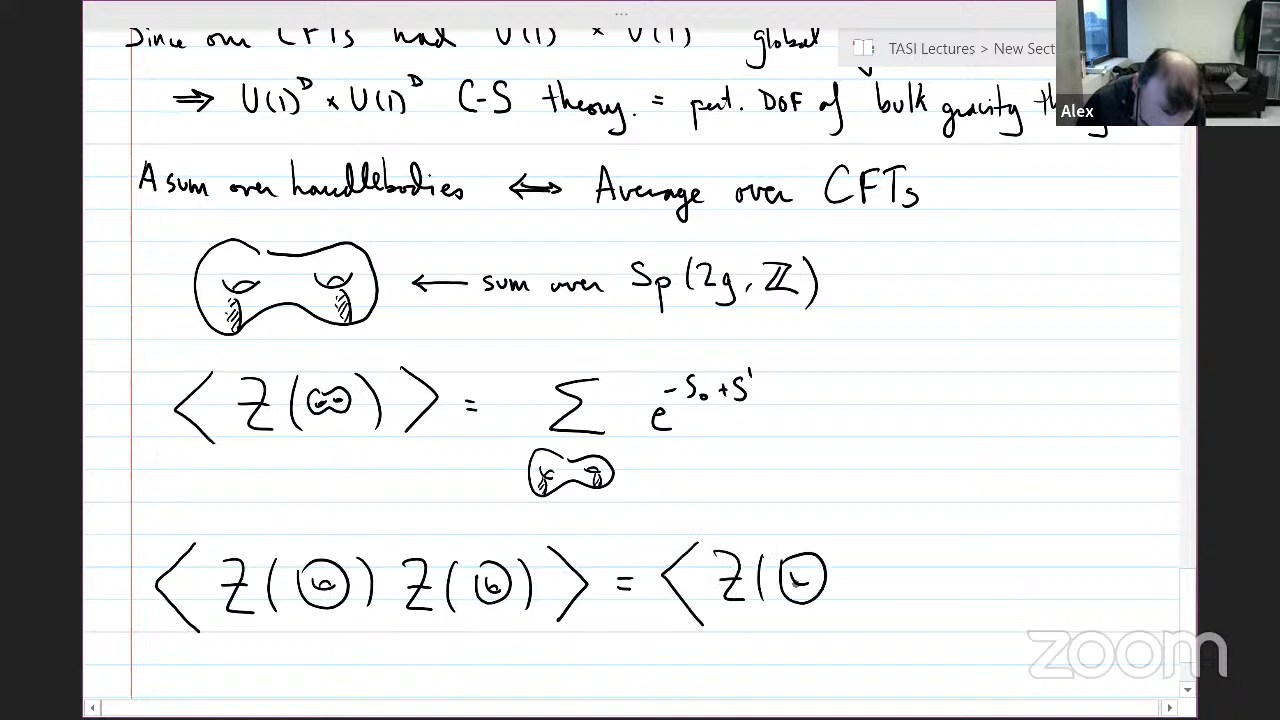 Since our CFTs had U(1) × U(1) global
TASI Lectures > New Sect
⇒ U(1)^D × U(1)^D C-S theory. = pert. DOF of bulk gravity
Alex
A sum over handlebodies ⟺ Average over CFTs
← sum over Sp(2g, ℤ)
⟨ Z( ) ⟩ = ∑ e^{-S₀+S'}
⟨ Z( ) Z( ) ⟩ = ⟨ Z(
zoom